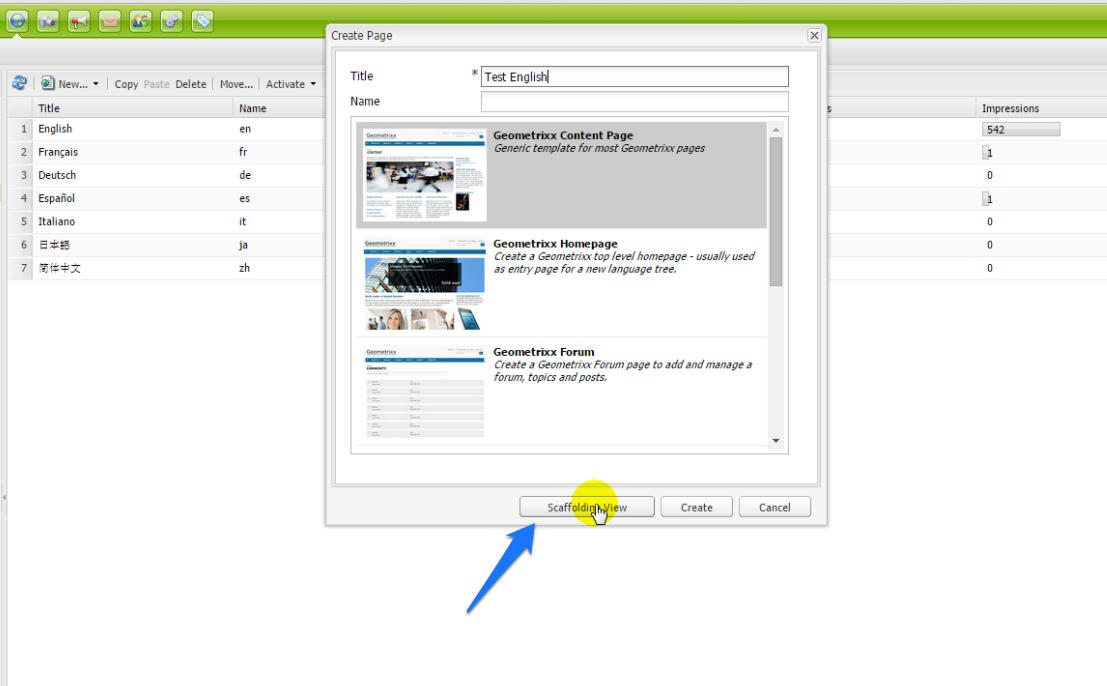 Create Page
New...
Copy Paste Delete Move... Activate
Title Name Impressions
1 English en 542
2 Français fr 1
3 Deutsch de 0
4 Español es 1
5 Italiano it 0
6 日本語 ja 0
7 简体中文 zh 0
Title * Test English
Name
Geometrixx
Geometrixx Content Page
Generic template for most Geometrixx pages
Geometrixx
Geometrixx Homepage
Create a Geometrixx top level homepage - usually used
as entry page for a new language tree.
Geometrixx
COMMUNITY
Geometrixx Forum
Create a Geometrixx Forum page to add and manage a
forum, topics and posts.
Scaffolding View Create Cancel